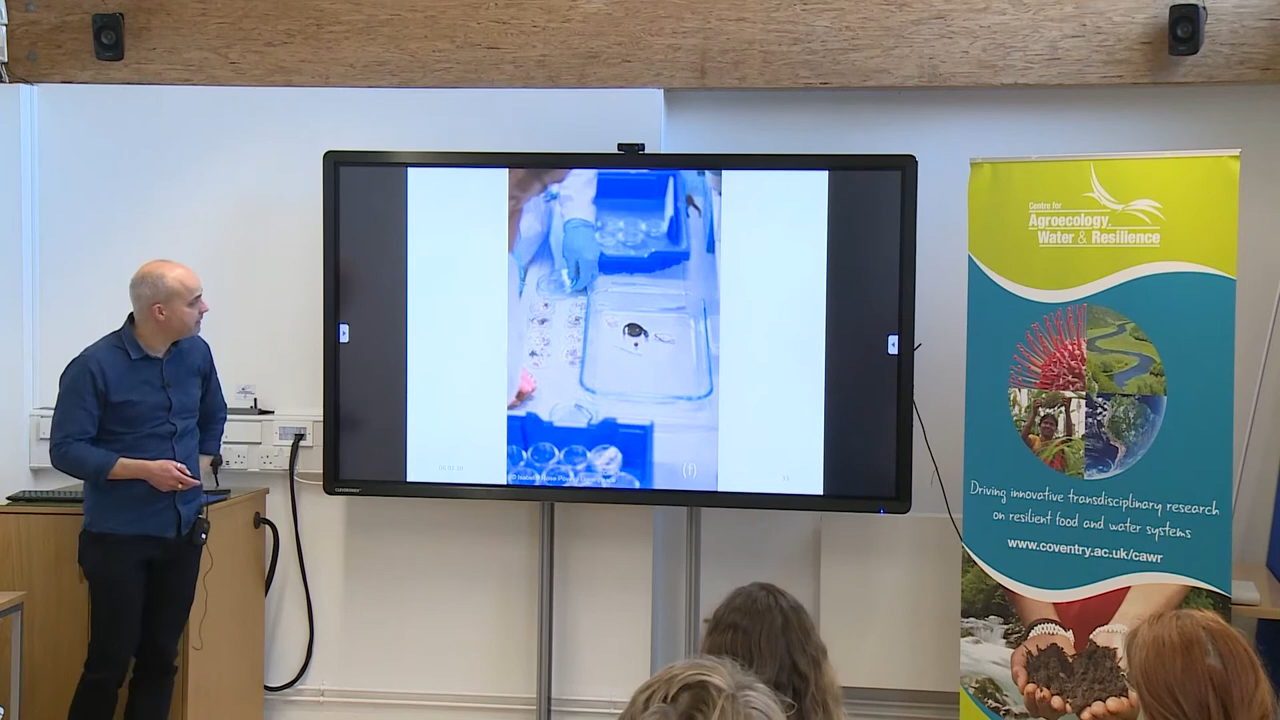 Centre for
Agroecology,
Water & Resilience
Driving innovative transdisciplinary research
on resilient food and water systems
www.coventry.ac.uk/cawr
(f)